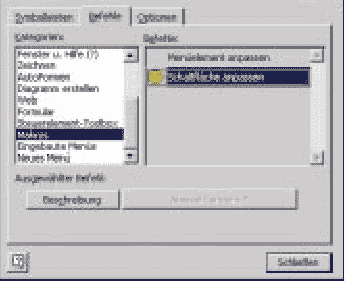 Symbolleisten Befehle Optionen
Kategorien: Befehle:
Fenster u. Hilfe (?)
Zeichnen
AutoFormen
Diagramm erstellen
Web
Formular
Steuerelement-Toolbox
Makros
Eingebaute Menüs
Neues Menü
Menüelement anpassen
Schaltfläche anpassen
Ausgewählter Befehl:
Beschreibung
Schließen